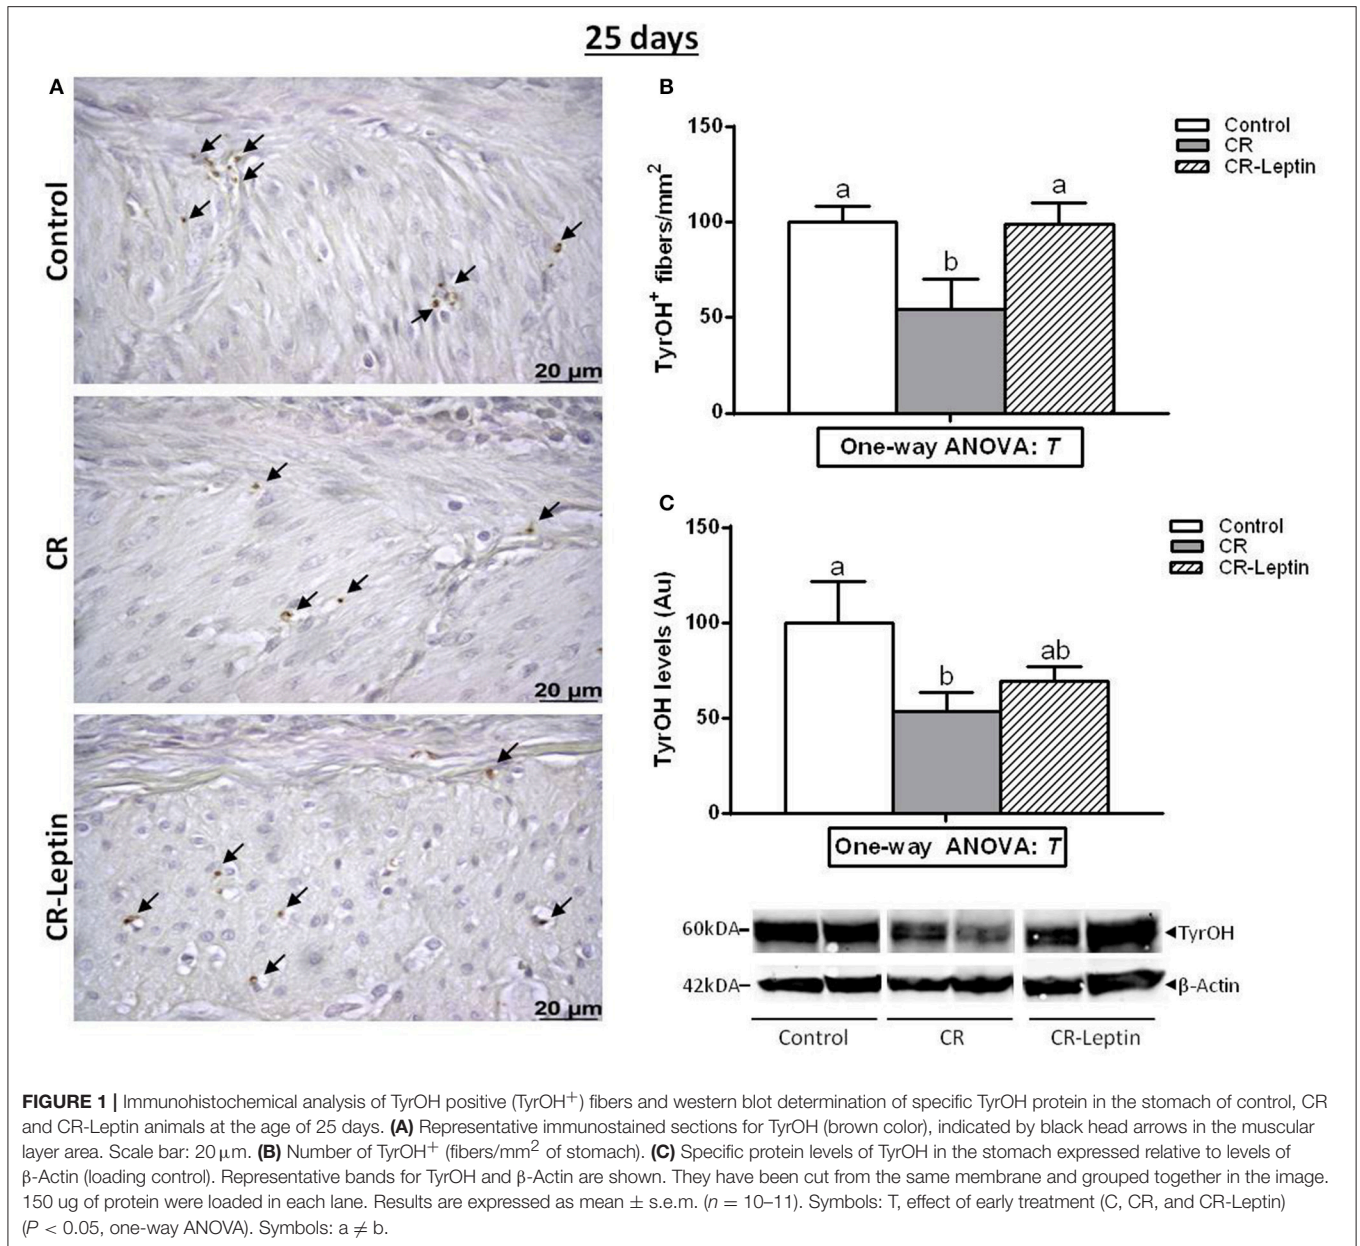 25 days
A
Control
20 µm
CR
20 µm
CR-Leptin
20 µm
B
150
100
50
0
TyrOH+ fibers/mm2
a
b
a
Control
CR
CR-Leptin
One-way ANOVA: T
C
150
100
50
0
TyrOH levels (Au)
a
b
ab
Control
CR
CR-Leptin
One-way ANOVA: T
60kDA
TyrOH
42kDA
β-Actin
Control CR CR-Leptin
FIGURE 1 | Immunohistochemical analysis of TyrOH positive (TyrOH+) fibers and western blot determination of specific TyrOH protein in the stomach of control, CR
and CR-Leptin animals at the age of 25 days. (A) Representative immunostained sections for TyrOH (brown color), indicated by black head arrows in the muscular
layer area. Scale bar: 20 µm. (B) Number of TyrOH+ (fibers/mm2 of stomach). (C) Specific protein levels of TyrOH in the stomach expressed relative to levels of
β-Actin (loading control). Representative bands for TyrOH and β-Actin are shown. They have been cut from the same membrane and grouped together in the image.
150 ug of protein were loaded in each lane. Results are expressed as mean ± s.e.m. (n = 10–11). Symbols: T, effect of early treatment (C, CR, and CR-Leptin)
(P < 0.05, one-way ANOVA). Symbols: a ≠ b.